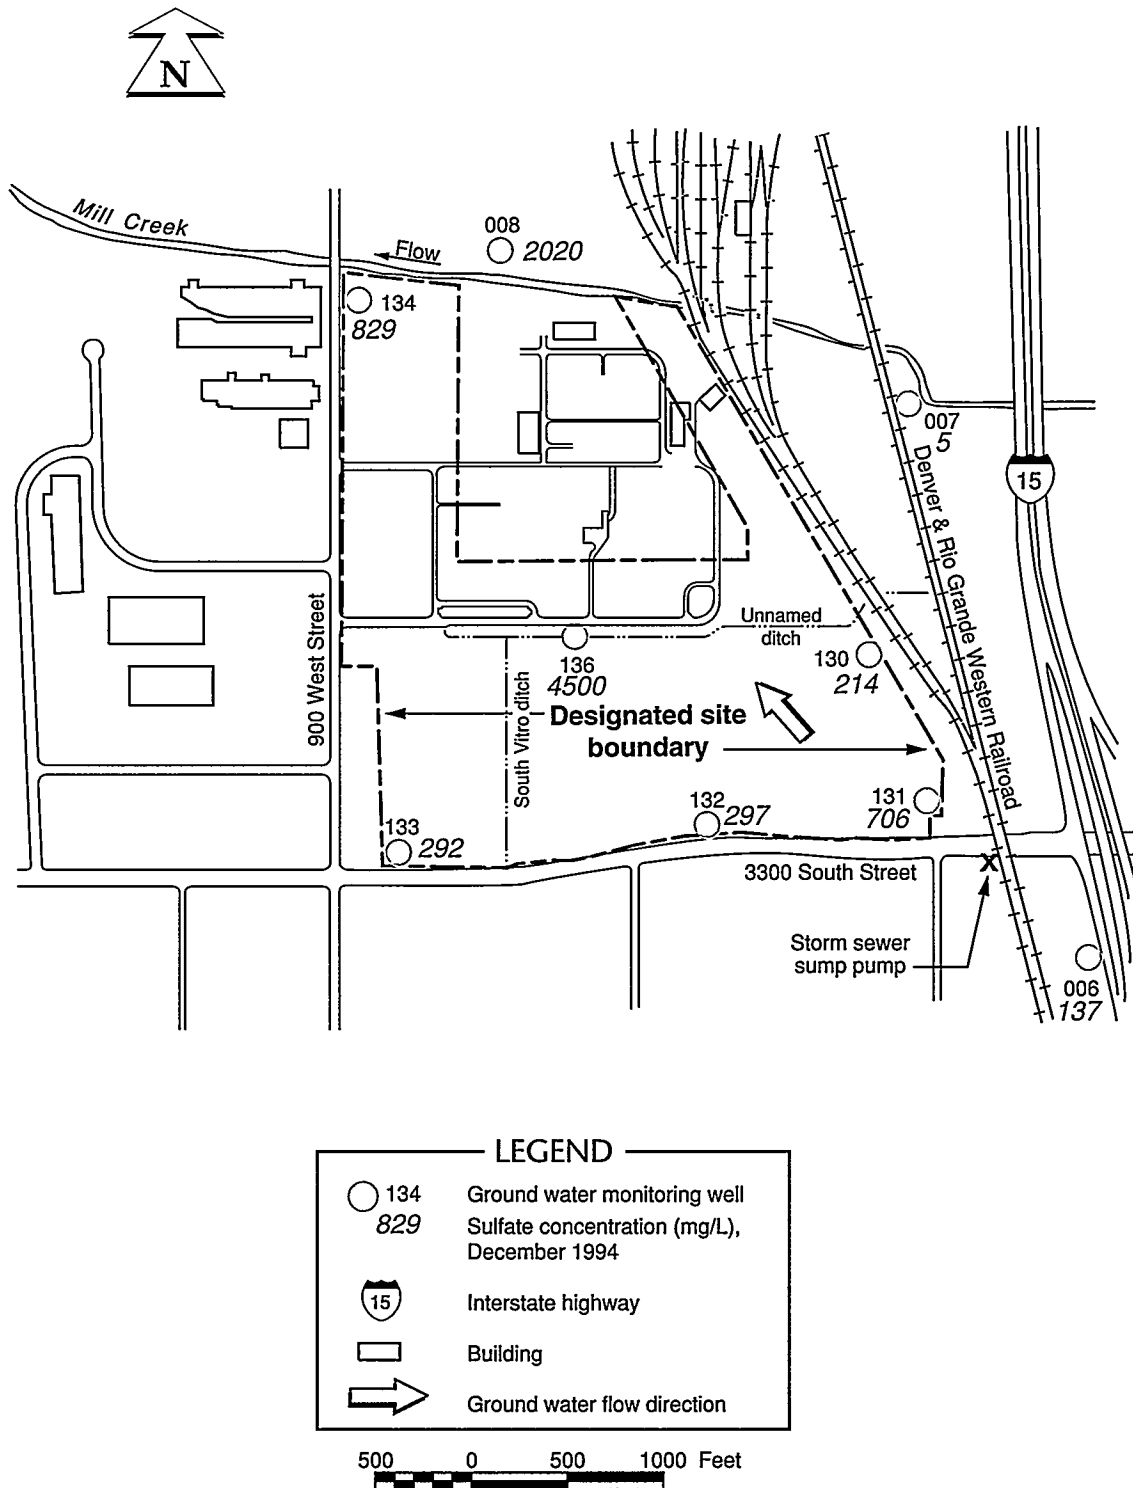 N
Mill Creek
Flow
008
2020
134
829
007
5
15
Denver & Rio Grande Western Railroad
900 West Street
Unnamed
ditch
130
214
136
4500
South Vitro ditch
Designated site
boundary
131
706
132
297
133
292
3300 South Street
X
Storm sewer
sump pump
006
137
LEGEND
134
829
Ground water monitoring well
Sulfate concentration (mg/L),
December 1994
15
Interstate highway
Building
Ground water flow direction
500 0 500 1000 Feet